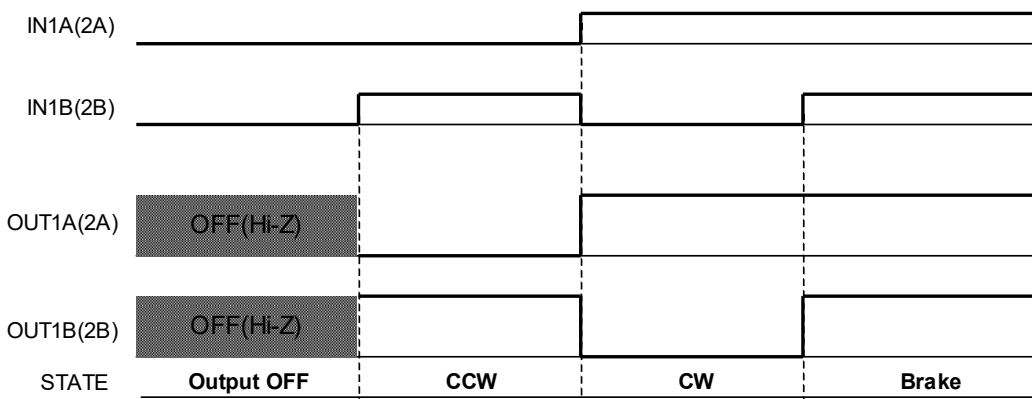 IN1A(2A)
IN1B(2B)
OUT1A(2A) OFF(Hi-Z)
OUT1B(2B) OFF(Hi-Z)
STATE Output OFF CCW CW Brake